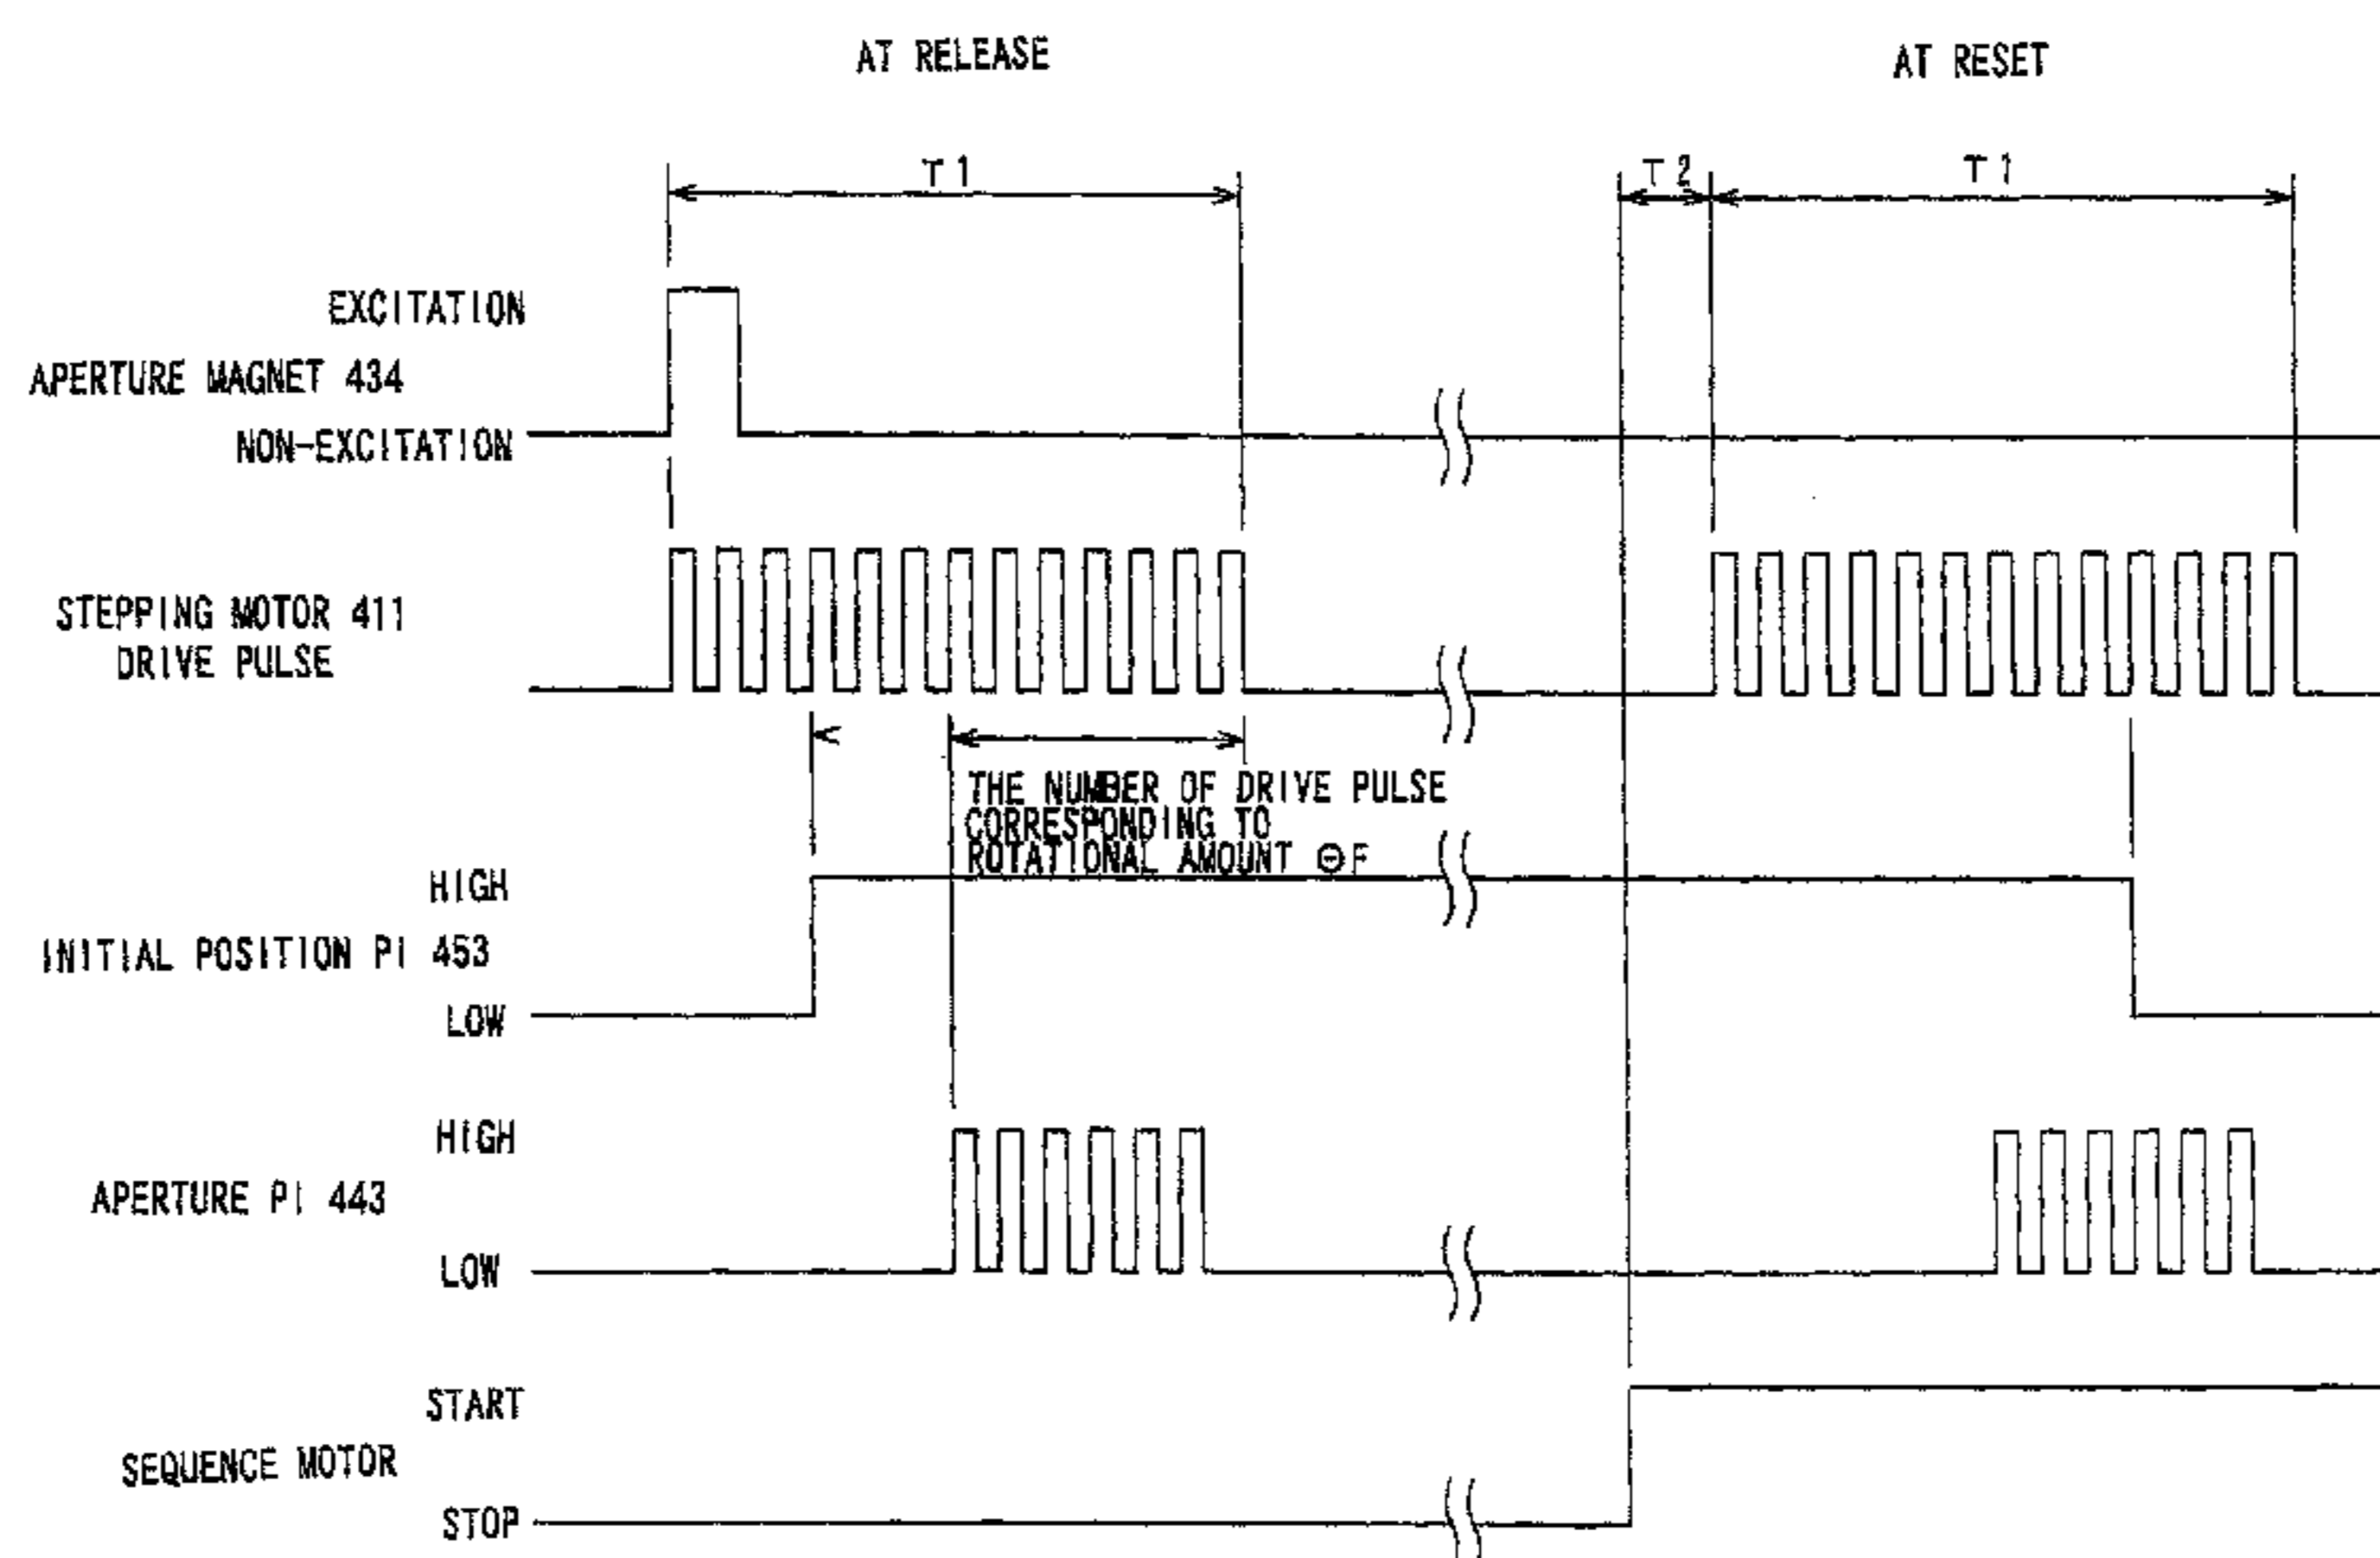 AT RELEASE
AT RESET
T1
T2
T1
EXCITATION
APERTURE MAGNET 434
NON-EXCITATION
STEPPING MOTOR 411
DRIVE PULSE
THE NUMBER OF DRIVE PULSE
CORRESPONDING TO
ROTATIONAL AMOUNT ΘF
HIGH
INITIAL POSITION PI 453
LOW
HIGH
APERTURE PI 443
LOW
START
SEQUENCE MOTOR
STOP